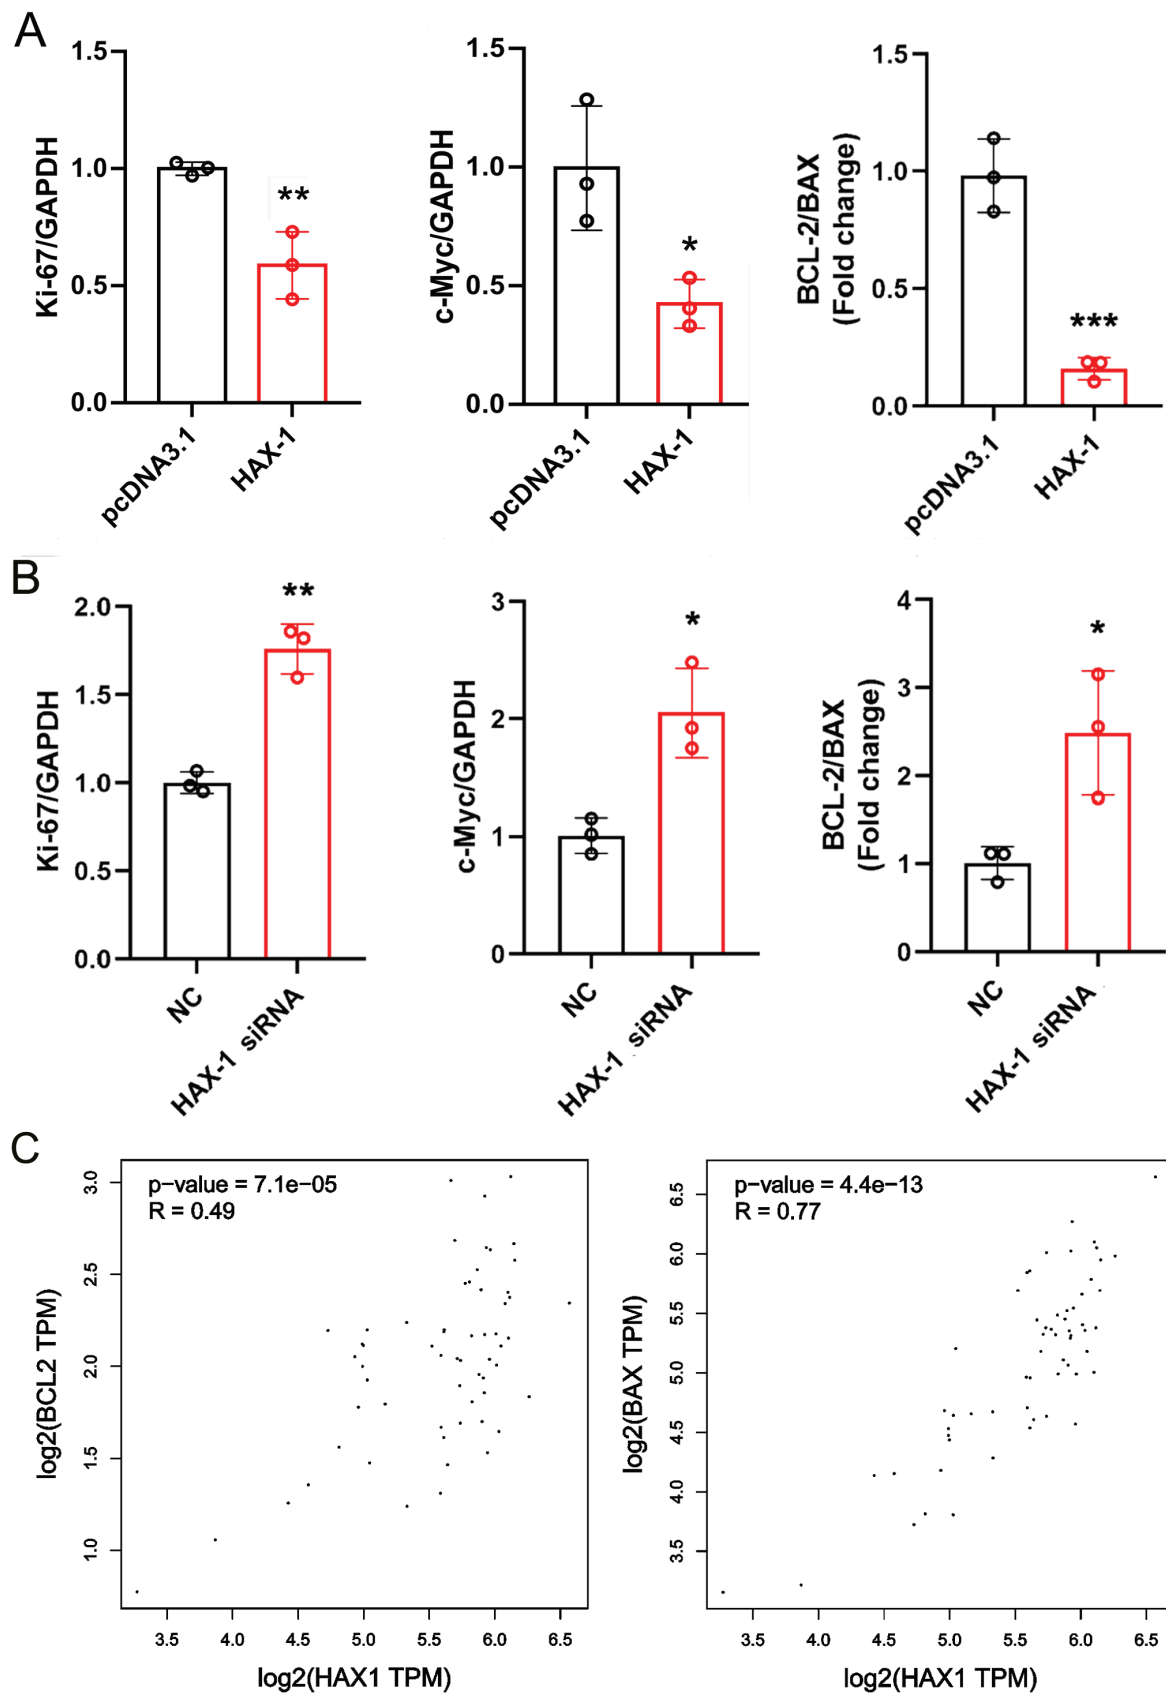 A
Ki-67/GAPDH
1.5
1.0
0.5
0.0
**
pcDNA3.1
HAX-1
c-Myc/GAPDH
1.5
1.0
0.5
0.0
*
pcDNA3.1
HAX-1
BCL-2/BAX
(Fold change)
1.5
1.0
0.5
0.0
***
pcDNA3.1
HAX-1
B
Ki-67/GAPDH
2.0
1.5
1.0
0.5
0.0
**
NC
HAX-1 siRNA
c-Myc/GAPDH
3
2
1
0
*
NC
HAX-1 siRNA
BCL-2/BAX
(Fold change)
4
3
2
1
0
*
NC
HAX-1 siRNA
C
p-value = 7.1e-05
R = 0.49
log2(BCL2 TPM)
3.0
2.5
2.0
1.5
1.0
3.5 4.0 4.5 5.0 5.5 6.0 6.5
log2(HAX1 TPM)
p-value = 4.4e-13
R = 0.77
log2(BAX TPM)
6.5
6.0
5.5
5.0
4.5
4.0
3.5
3.5 4.0 4.5 5.0 5.5 6.0 6.5
log2(HAX1 TPM)